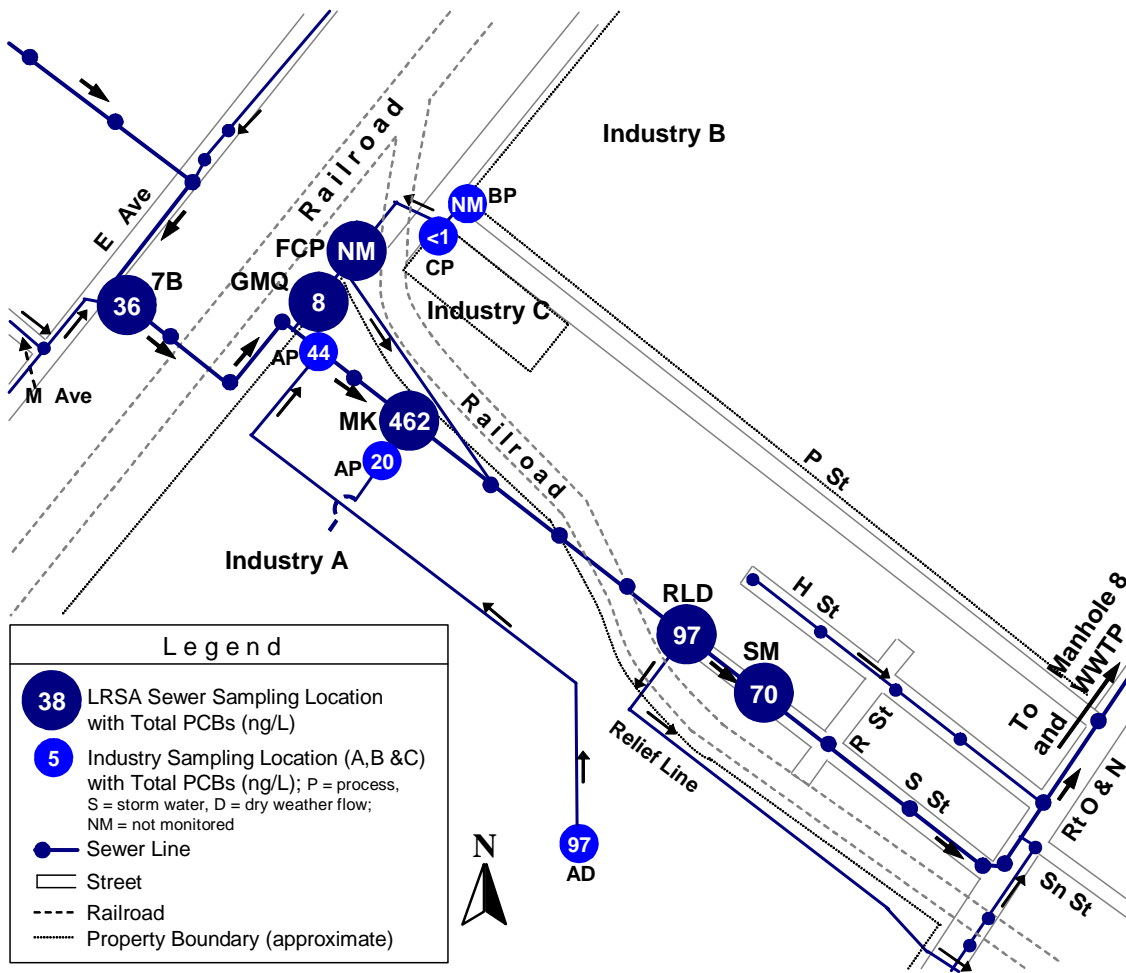 Industry B
Railroad
E Ave
NM
BP
<1
CP
FCP
NM
7B
36
GMQ
8
Industry C
AP
44
M Ave
MK
462
AP
20
Railroad
P St
Industry A
RLD
97
SM
70
H St
R St
S St
Relief Line
To Manhole 8
and WWTP
Rt O & N
Sn St
97
AD
N
Legend
38
LRSA Sewer Sampling Location
with Total PCBs (ng/L)
5
Industry Sampling Location (A,B &C)
with Total PCBs (ng/L); P = process,
S = storm water, D = dry weather flow;
NM = not monitored
Sewer Line
Street
Railroad
Property Boundary (approximate)